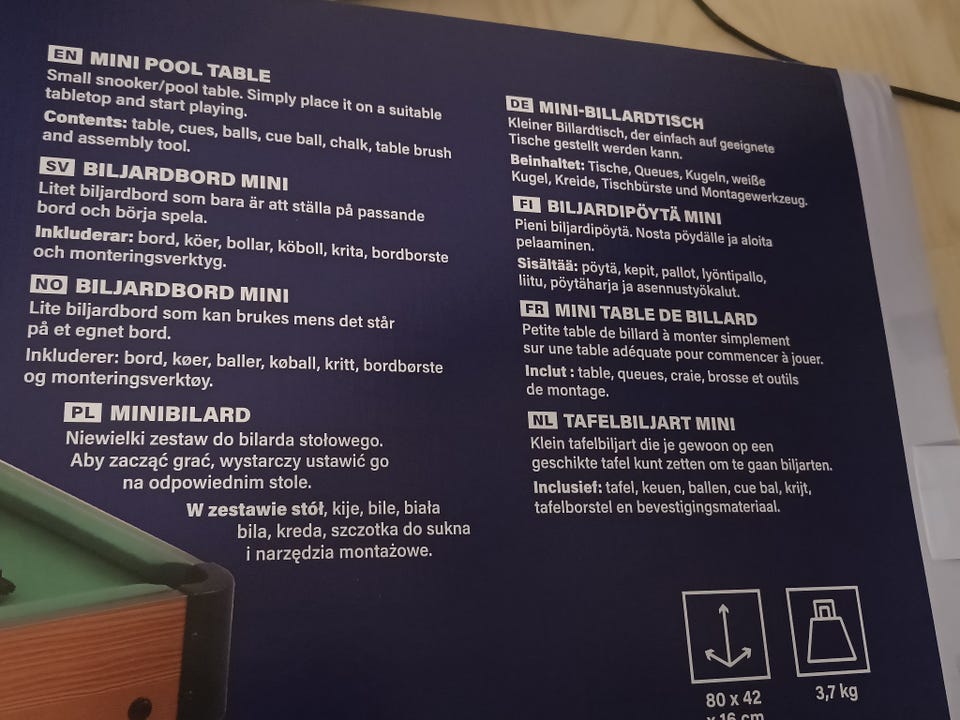 EN MINI POOL TABLE
Small snooker/pool table. Simply place it on a suitable
tabletop and start playing.
Contents: table, cues, balls, cue ball, chalk, table brush
and assembly tool.
SV BILJARDBORD MINI
Litet biljardbord som bara är att ställa på passande
bord och börja spela.
Inkluderar: bord, köer, bollar, köboll, krita, bordborste
och monteringsverktyg.
NO BILJARDBORD MINI
Lite biljardbord som kan brukes mens det står
på et egnet bord.
Inkluderer: bord, køer, baller, køball, kritt, bordbørste
og monteringsverktøy.
PL MINIBILARD
Niewielki zestaw do bilarda stołowego.
Aby zacząć grać, wystarczy ustawić go
na odpowiednim stole.
W zestawie stół, kije, bile, biała
bila, kreda, szczotka do sukna
i narzędzia montażowe.
DE MINI-BILLARDTISCH
Kleiner Billardtisch, der einfach auf geeignete
Tische gestellt werden kann.
Beinhaltet: Tische, Queues, Kugeln, weiße
Kugel, Kreide, Tischbürste und Montagewerkzeug.
FI BILJARDIPÖYTÄ MINI
Pieni biljardipöytä. Nosta pöydälle ja aloita
pelaaminen.
Sisältää: pöytä, kepit, pallot, lyöntipallo,
liitu, pöytäharja ja asennustyökalut.
FR MINI TABLE DE BILLARD
Petite table de billard à monter simplement
sur une table adéquate pour commencer à jouer.
Inclut : table, queues, craie, brosse et outils
de montage.
NL TAFELBILJART MINI
Klein tafelbiljart die je gewoon op een
geschikte tafel kunt zetten om te gaan biljarten.
Inclusief: tafel, keuen, ballen, cue bal, krijt,
tafelborstel en bevestigingsmateriaal.
80 x 42
x 16 cm
3,7 kg